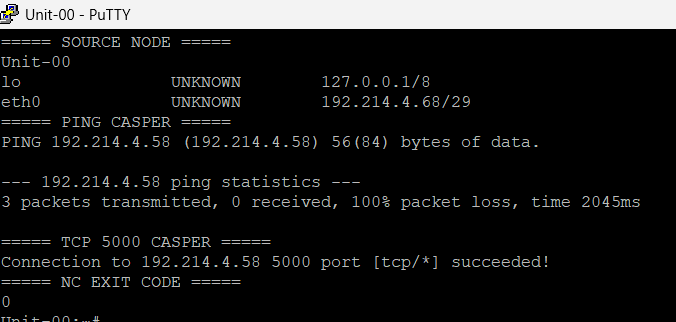 Unit-00 - PuTTY
===== SOURCE NODE =====
Unit-00
lo UNKNOWN 127.0.0.1/8
eth0 UNKNOWN 192.214.4.68/29
===== PING CASPER =====
PING 192.214.4.58 (192.214.4.58) 56(84) bytes of data.
--- 192.214.4.58 ping statistics ---
3 packets transmitted, 0 received, 100% packet loss, time 2045ms
===== TCP 5000 CASPER =====
Connection to 192.214.4.58 5000 port [tcp/*] succeeded!
===== NC EXIT CODE =====
0
Unit-00:~#